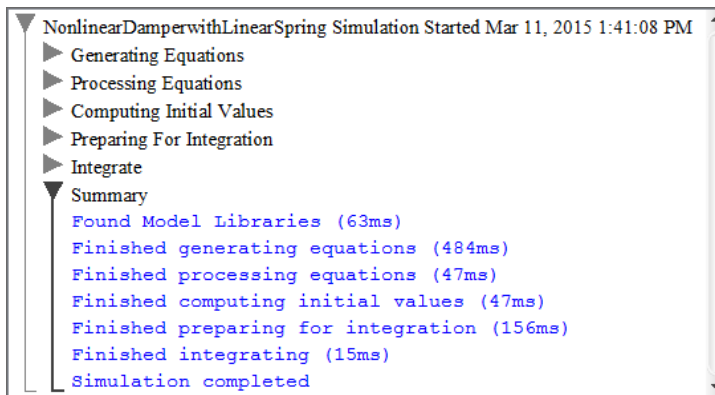 NonlinearDamperwithLinearSpring Simulation Started Mar 11, 2015 1:41:08 PM
Generating Equations
Processing Equations
Computing Initial Values
Preparing For Integration
Integrate
Summary
Found Model Libraries (63ms)
Finished generating equations (484ms)
Finished processing equations (47ms)
Finished computing initial values (47ms)
Finished preparing for integration (156ms)
Finished integrating (15ms)
Simulation completed